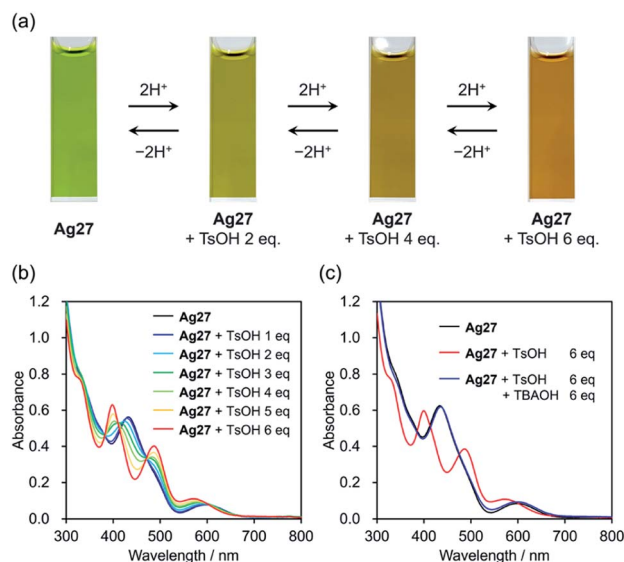 (a)
2H⁺
2H⁺
2H⁺
−2H⁺
−2H⁺
−2H⁺
Ag27
Ag27
+ TsOH 2 eq.
Ag27
+ TsOH 4 eq.
Ag27
+ TsOH 6 eq.
(b)
1.2
1.0
0.8
0.6
0.4
0.2
0.0
Absorbance
Ag27
Ag27 + TsOH 1 eq
Ag27 + TsOH 2 eq
Ag27 + TsOH 3 eq
Ag27 + TsOH 4 eq
Ag27 + TsOH 5 eq
Ag27 + TsOH 6 eq
300 400 500 600 700 800
Wavelength / nm
(c)
1.2
1.0
0.8
0.6
0.4
0.2
0.0
Absorbance
Ag27
Ag27 + TsOH 6 eq
Ag27 + TsOH 6 eq
+ TBAOH 6 eq
300 400 500 600 700 800
Wavelength / nm